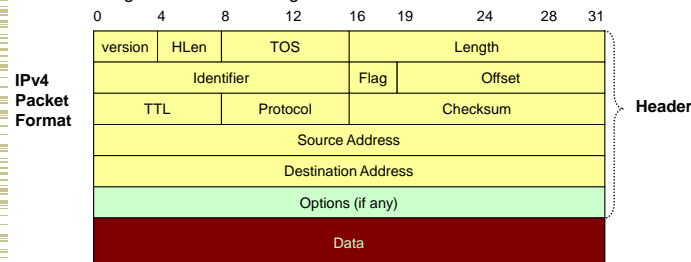 0 4 8 12 16 19 24 28 31
version HLen TOS Length
Identifier Flag Offset
TTL Protocol Checksum
Source Address
Destination Address
Options (if any)
Data
IPv4
Packet
Format
Header